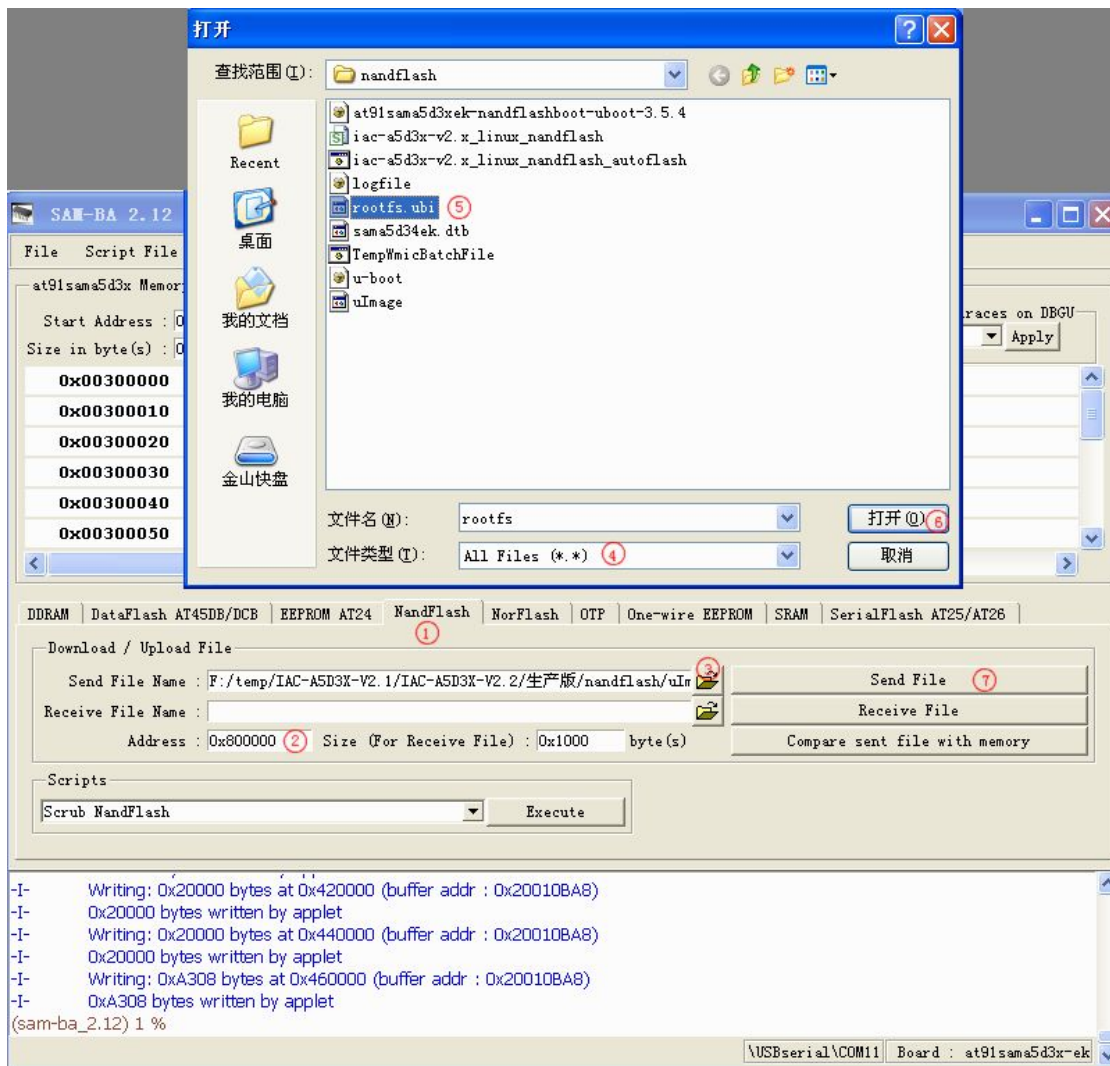 打开
查找范围(I): nandflash
at91sama5d3xek-nandflashboot-uboot-3.5.4
iac-a5d3x-v2.x_linux_nandflash
iac-a5d3x-v2.x_linux_nandflash_autoflash
logfile
rootfs.ubi ⑤
sama5d34ek.dtb
TempWmicBatchFile
u-boot
uImage
Recent
桌面
我的文档
我的电脑
金山快盘
文件名(N): rootfs 打开(O) ⑥
文件类型(T): All Files (*.*) ④ 取消
SAM-BA 2.12
File Script File
at91sama5d3x Memor
Start Address : 0
Size in byte(s) : 0
races on DBGU
Apply
0x00300000
0x00300010
0x00300020
0x00300030
0x00300040
0x00300050
DDRAM DataFlash AT45DB/DCB EEPROM AT24 NandFlash NorFlash OTP One-wire EEPROM SRAM SerialFlash AT25/AT26
①
Download / Upload File
Send File Name : F:/temp/IAC-A5D3X-V2.1/IAC-A5D3X-V2.2/生产版/nandflash/uIm ③ Send File ⑦
Receive File Name : Receive File
Address : 0x800000 ② Size (For Receive File) : 0x1000 byte(s) Compare sent file with memory
Scripts
Scrub NandFlash Execute
-I- Writing: 0x20000 bytes at 0x420000 (buffer addr : 0x20010BA8)
-I- 0x20000 bytes written by applet
-I- Writing: 0x20000 bytes at 0x440000 (buffer addr : 0x20010BA8)
-I- 0x20000 bytes written by applet
-I- Writing: 0xA308 bytes at 0x460000 (buffer addr : 0x20010BA8)
-I- 0xA308 bytes written by applet
(sam-ba_2.12) 1 %
\USBserial\COM11 Board : at91sama5d3x-ek